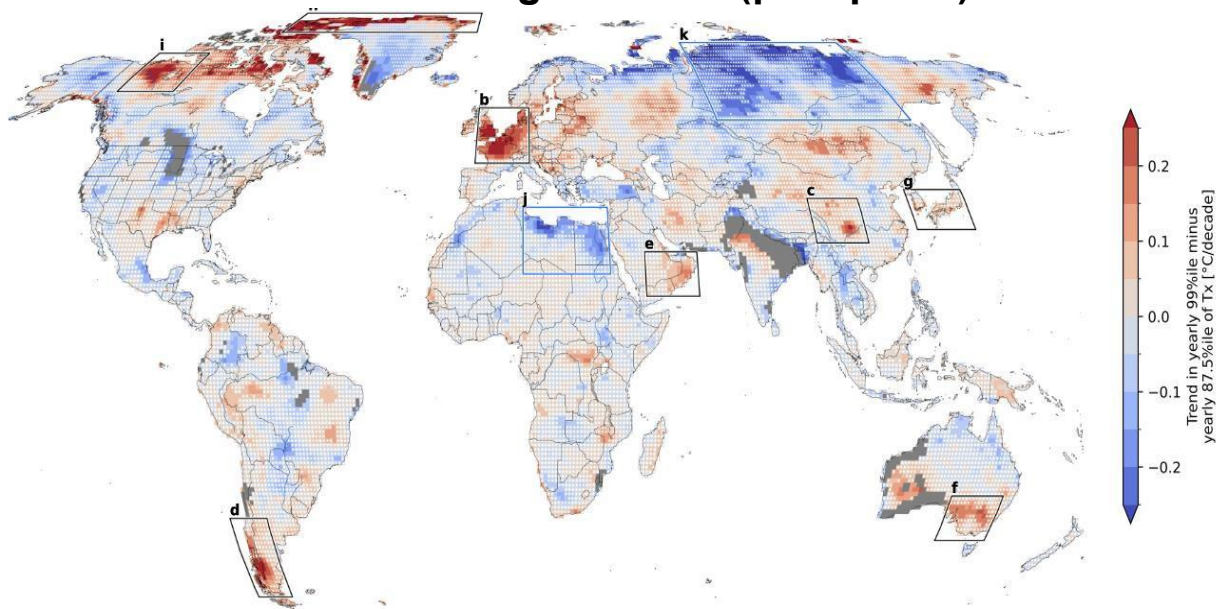 i
k
b
c
g
j
e
d
f
0.2
0.1
0.0
−0.1
−0.2
Trend in yearly 99%ile minus
yearly 87.5%ile of Tx [°C/decade]